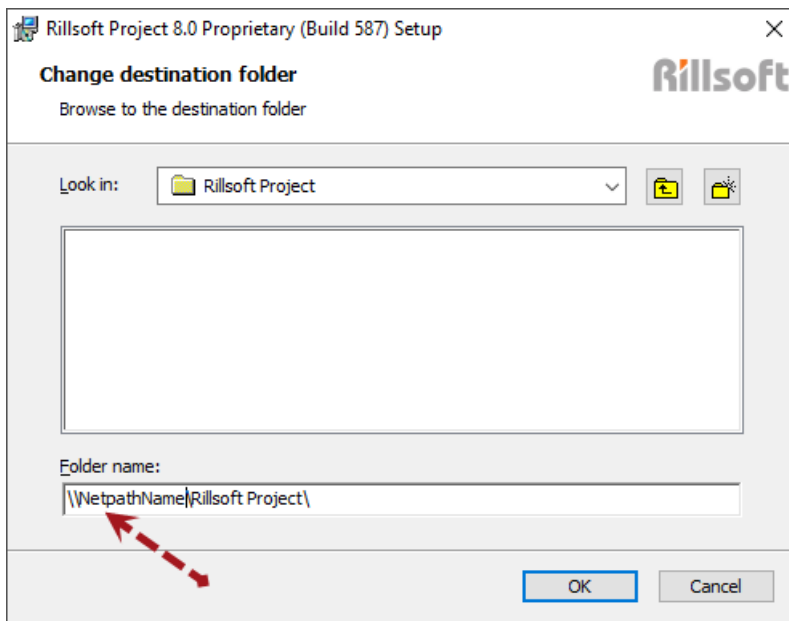 Rillsoft Project 8.0 Proprietary (Build 587) Setup
Change destination folder
Rillsoft
Browse to the destination folder
Look in:
Rillsoft Project
Folder name:
\\NetpathName\Rillsoft Project\
OK
Cancel